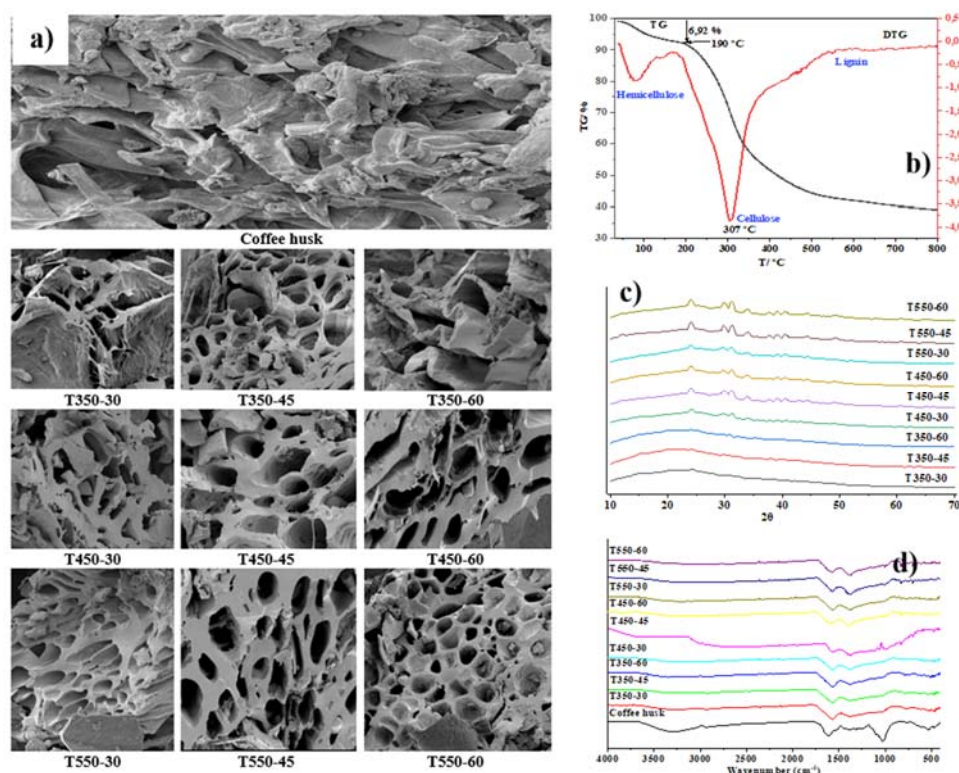 a)
Coffee husk
T350-30 T350-45 T350-60
T450-30 T450-45 T450-60
T550-30 T550-45 T550-60
100
90
80
70
60
50
40
30
TG/ %
TG
6,92 %
190 °C
DTG
Lignin
Hemicellulose
b)
Cellulose
307 °C
0,5
0,0
-0,5
-1,0
-1,5
-2,0
-2,5
-3,0
-3,5
-4,0
100 200 300 400 500 600 700 800
T/ °C
c)
T550-60
T550-45
T550-30
T450-60
T450-45
T450-30
T350-60
T350-45
T350-30
10 20 30 40 50 60 70
2θ
d)
T550-60
T550-45
T550-30
T450-60
T450-45
T450-30
T350-60
T350-45
T350-30
Coffee husk
4000 3500 3000 2500 2000 1500 1000 500
Wavenumber (cm⁻¹)